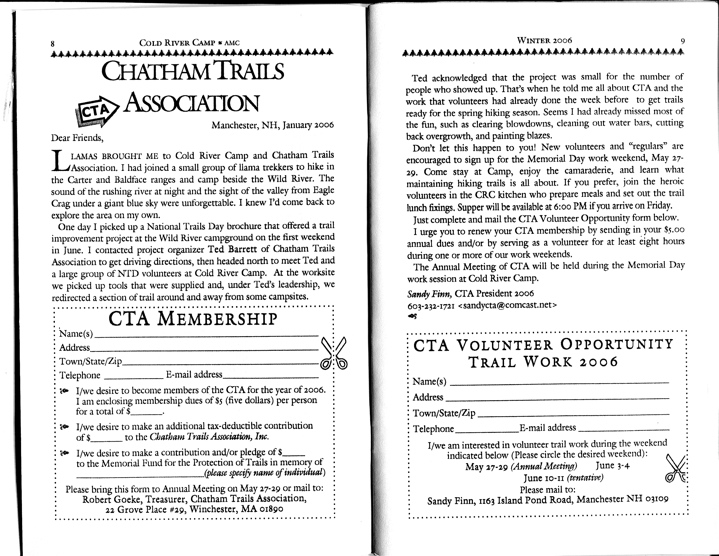 8 COLD RIVER CAMP • AMC
CHATHAM TRAILS
CTA ASSOCIATION
Manchester, NH, January 2006
Dear Friends,
LLAMAS BROUGHT ME to Cold River Camp and Chatham Trails
Association. I had joined a small group of llama trekkers to hike in
the Carter and Baldface ranges and camp beside the Wild River. The
sound of the rushing river at night and the sight of the valley from Eagle
Crag under a giant blue sky were unforgettable. I knew I'd come back to
explore the area on my own.
One day I picked up a National Trails Day brochure that offered a trail
improvement project at the Wild River campground on the first weekend
in June. I contacted project organizer Ted Barrett of Chatham Trails
Association to get driving directions, then headed north to meet Ted and
a large group of NTD volunteers at Cold River Camp. At the worksite
we picked up tools that were supplied and, under Ted's leadership, we
redirected a section of trail around and away from some campsites.
CTA MEMBERSHIP
Name(s)
Address
Town/State/Zip
Telephone E-mail address
I/we desire to become members of the CTA for the year of 2006.
I am enclosing membership dues of $5 (five dollars) per person
for a total of $______.
I/we desire to make an additional tax-deductible contribution
of $______ to the Chatham Trails Association, Inc.
I/we desire to make a contribution and/or pledge of $_____
to the Memorial Fund for the Protection of Trails in memory of
(please specify name of individual)
Please bring this form to Annual Meeting on May 27-29 or mail to:
Robert Goeke, Treasurer, Chatham Trails Association,
22 Grove Place #29, Winchester, MA 01890
WINTER 2006 9
Ted acknowledged that the project was small for the number of
people who showed up. That's when he told me all about CTA and the
work that volunteers had already done the week before to get trails
ready for the spring hiking season. Seems I had already missed most of
the fun, such as clearing blowdowns, cleaning out water bars, cutting
back overgrowth, and painting blazes.
Don't let this happen to you! New volunteers and "regulars" are
encouraged to sign up for the Memorial Day work weekend, May 27-
29. Come stay at Camp, enjoy the camaraderie, and learn what
maintaining hiking trails is all about. If you prefer, join the heroic
volunteers in the CRC kitchen who prepare meals and set out the trail
lunch fixings. Supper will be available at 6:00 PM if you arrive on Friday.
Just complete and mail the CTA Volunteer Opportunity form below.
I urge you to renew your CTA membership by sending in your $5.00
annual dues and/or by serving as a volunteer for at least eight hours
during one or more of our work weekends.
The Annual Meeting of CTA will be held during the Memorial Day
work session at Cold River Camp.
Sandy Finn, CTA President 2006
603-232-1721 <sandycta@comcast.net>
CTA VOLUNTEER OPPORTUNITY
TRAIL WORK 2006
Name(s)
Address
Town/State/Zip
Telephone E-mail address
I/we am interested in volunteer trail work during the weekend
indicated below (Please circle the desired weekend):
May 27-29 (Annual Meeting) June 3-4
June 10-11 (tentative)
Please mail to:
Sandy Finn, 1163 Island Pond Road, Manchester NH 03109